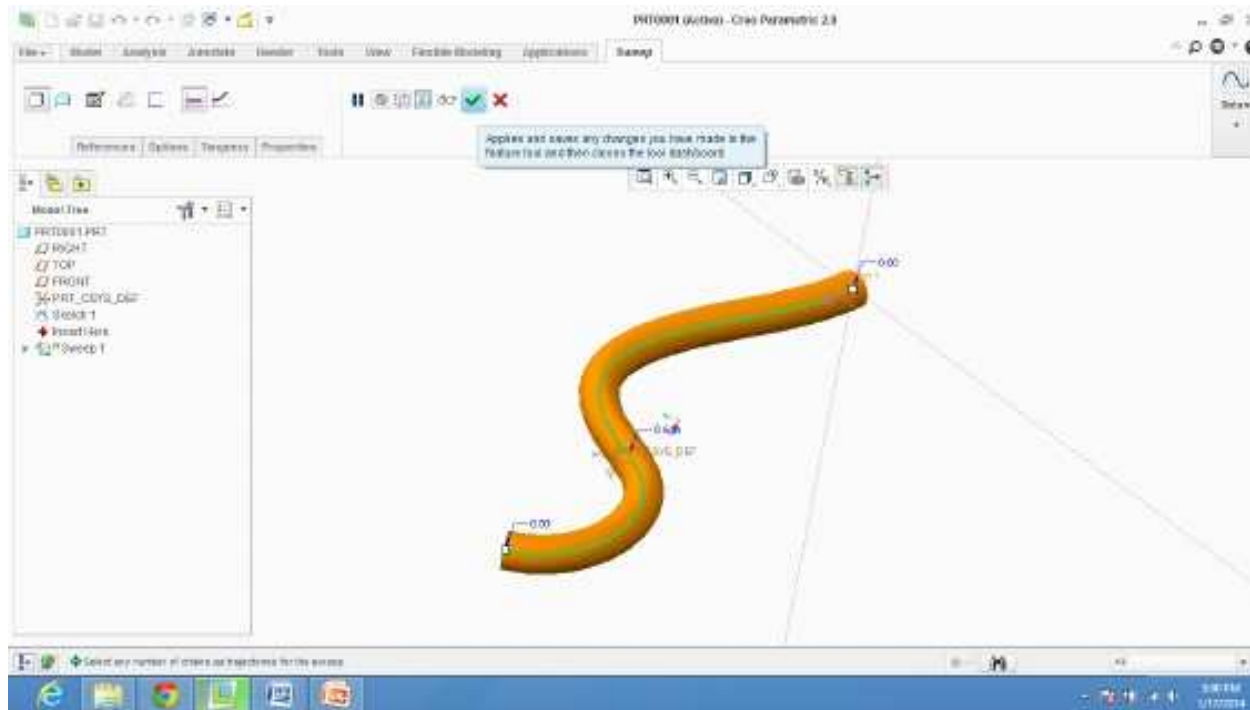 PRT0001 (Active) - Creo Parametric 2.0
File Model Analysis Annotate Render Tools View Flexible Modeling Applications Sweep
References Options Tangency Properties
Applies and saves any changes you have made in the
feature tool and then closes the tool dashboard.
Model Tree
PRT0001.PRT
RIGHT
TOP
FRONT
PRT_CSYS_DEF
Sketch 1
Insert Here
Sweep 1
0.00
0.00
Select any number of chains as trajectories for the sweep.
1/17/2014